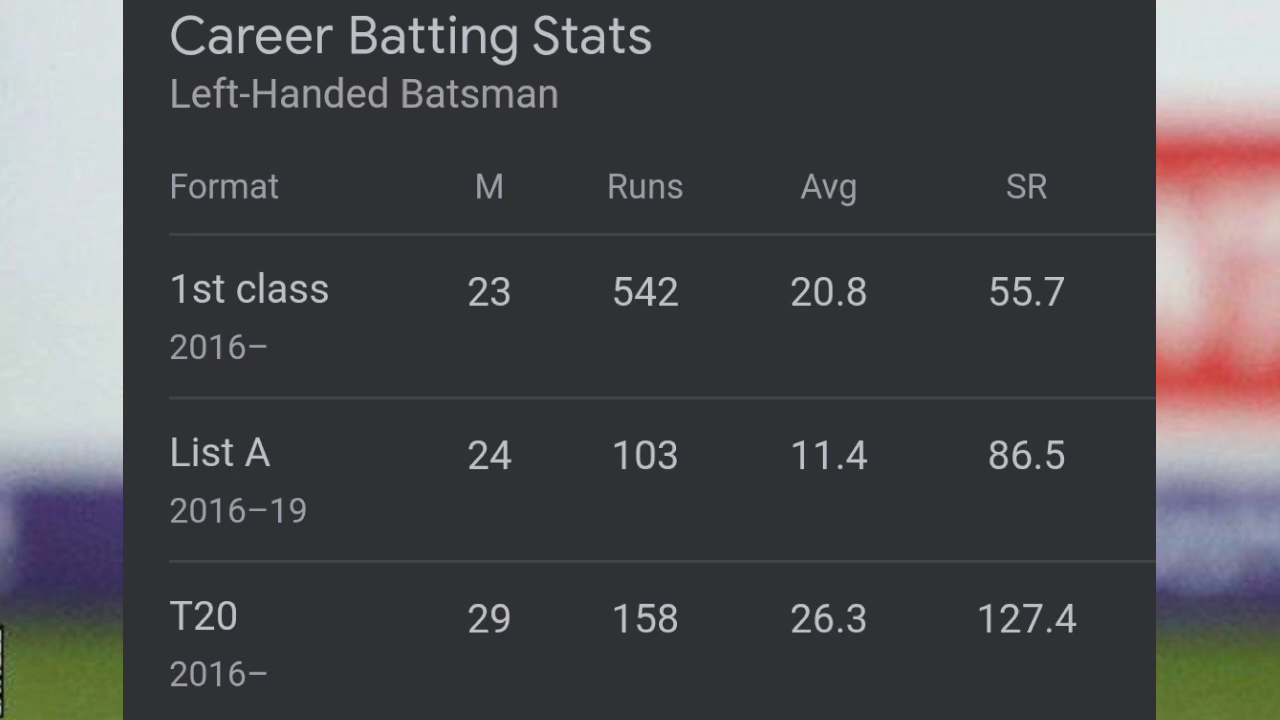 Career Batting Stats
Left-Handed Batsman
Format M Runs Avg SR
1st class 23 542 20.8 55.7
2016–
List A 24 103 11.4 86.5
2016–19
T20 29 158 26.3 127.4
2016–